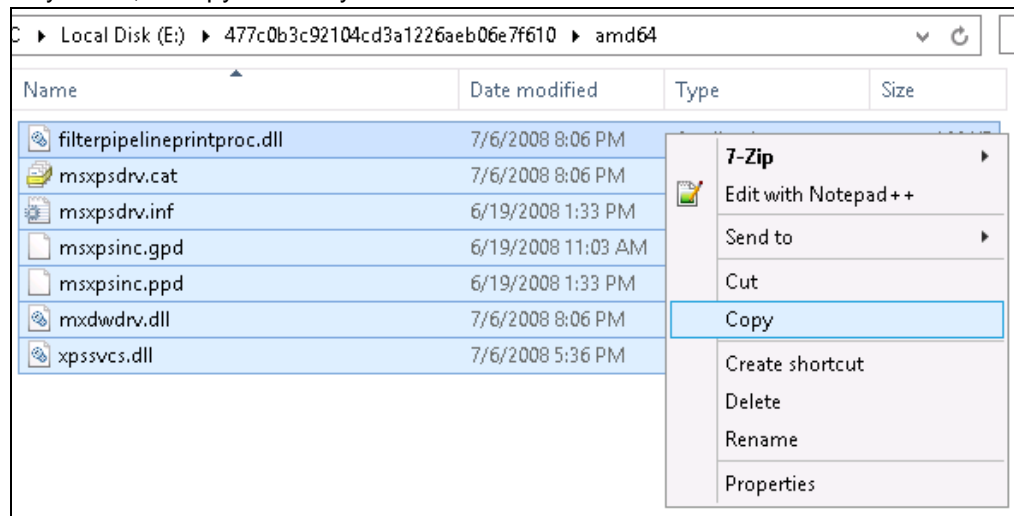 C ▸ Local Disk (E:) ▸ 477c0b3c92104cd3a1226aeb06e7f610 ▸ amd64
Name Date modified Type Size
filterpipelineprintproc.dll 7/6/2008 8:06 PM
msxpsdrv.cat 7/6/2008 8:06 PM
msxpsdrv.inf 6/19/2008 1:33 PM
msxpsinc.gpd 6/19/2008 11:03 AM
msxpsinc.ppd 6/19/2008 1:33 PM
mxdwdrv.dll 7/6/2008 8:06 PM
xpssvcs.dll 7/6/2008 5:36 PM
7-Zip
Edit with Notepad++
Send to
Cut
Copy
Create shortcut
Delete
Rename
Properties